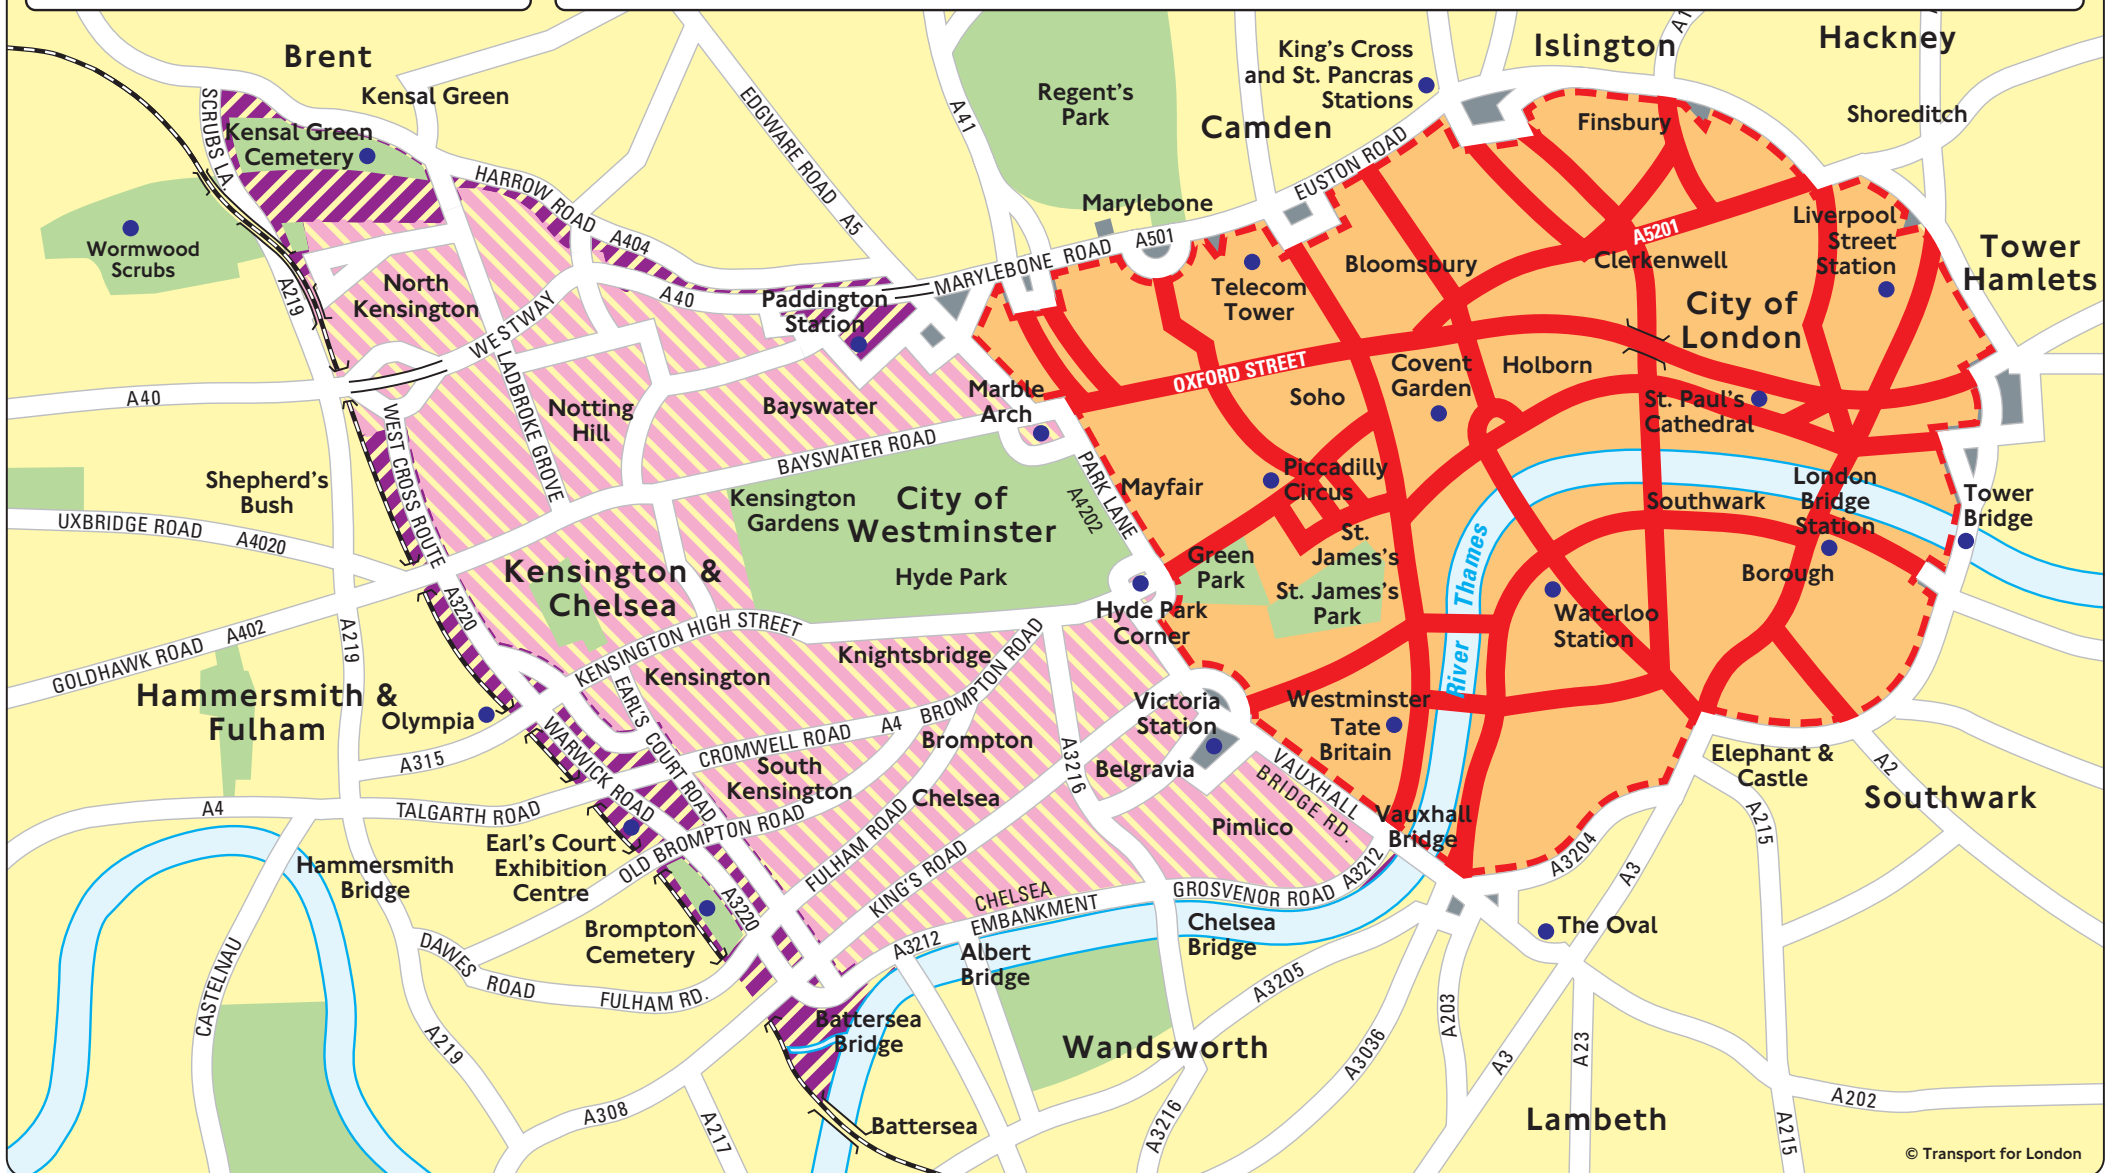 Brent
Kensal Green
SCRUBS LA.
Kensal Green
Cemetery
Wormwood
Scrubs
HARROW ROAD
A404
EDGWARE ROAD
A5
A41
Regent's
Park
King's Cross
and St. Pancras
Stations
Camden
Islington
A1
Hackney
Shoreditch
Finsbury
EUSTON ROAD
Marylebone
A501
MARYLEBONE ROAD
A5201
Liverpool
Street
Station
Tower
Hamlets
A219
North
Kensington
A40
Paddington
Station
Telecom
Tower
Bloomsbury
Clerkenwell
City of
London
WESTWAY
LADBROKE GROVE
A40
WEST CROSS ROUTE
Notting
Hill
Bayswater
Marble
Arch
OXFORD STREET
Soho
Covent
Garden
Holborn
St. Paul's
Cathedral
BAYSWATER ROAD
PARK LANE
A4202
Mayfair
Piccadilly
Circus
Shepherd's
Bush
UXBRIDGE ROAD
A4020
Kensington
Gardens
City of
Westminster
Hyde Park
Kensington &
Chelsea
Green
Park
St.
James's
St. James's
Park
River Thames
Southwark
London
Bridge
Station
Tower
Bridge
Borough
Waterloo
Station
Hyde Park
Corner
A3220
GOLDHAWK ROAD
A402
A219
KENSINGTON HIGH STREET
Knightsbridge
Kensington
BROMPTON ROAD
Hammersmith &
Fulham
Olympia
EARL'S COURT ROAD
WARWICK ROAD
CROMWELL ROAD
A4
Brompton
South
Kensington
A3216
Victoria
Station
Belgravia
Westminster
Tate
Britain
VAUXHALL
BRIDGE RD.
Vauxhall
Bridge
Pimlico
Elephant &
Castle
A2
Southwark
A315
A4
TALGARTH ROAD
Earl's Court
Exhibition
Centre
OLD BROMPTON ROAD
Chelsea
FULHAM ROAD
KING'S ROAD
Hammersmith
Bridge
A3220
Brompton
Cemetery
CHELSEA
EMBANKMENT
GROSVENOR ROAD
A3212
A3212
A3204
A3
A215
The Oval
Chelsea
Bridge
Albert
Bridge
DAWES ROAD
FULHAM RD.
CASTELNAU
A219
Battersea
Bridge
Wandsworth
A3205
A3036
A203
A3
A23
A308
A217
Battersea
A3216
Lambeth
A202
A215
© Transport for London